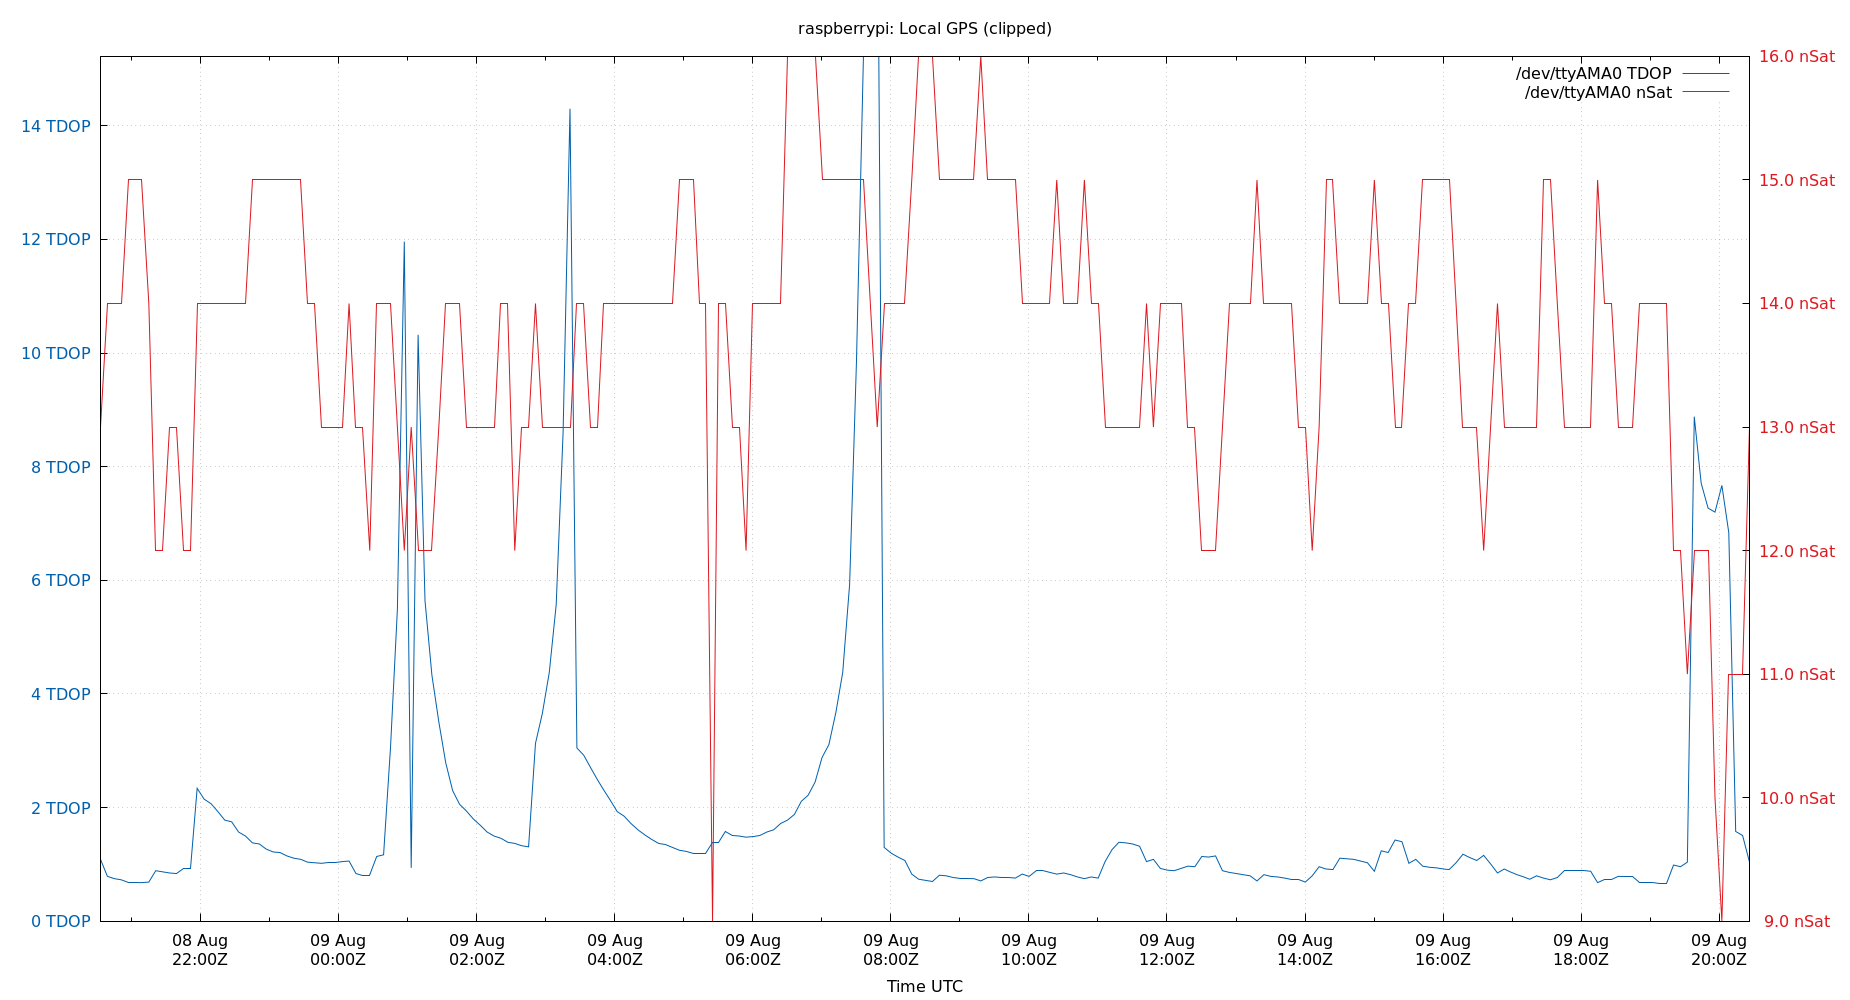 raspberrypi: Local GPS (clipped)
16.0 nSat
/dev/ttyAMA0 TDOP
/dev/ttyAMA0 nSat
14 TDOP
15.0 nSat
12 TDOP
14.0 nSat
10 TDOP
13.0 nSat
8 TDOP
12.0 nSat
6 TDOP
11.0 nSat
4 TDOP
10.0 nSat
2 TDOP
0 TDOP
9.0 nSat
08 Aug
22:00Z
09 Aug
00:00Z
09 Aug
02:00Z
09 Aug
04:00Z
09 Aug
06:00Z
09 Aug
08:00Z
09 Aug
10:00Z
09 Aug
12:00Z
09 Aug
14:00Z
09 Aug
16:00Z
09 Aug
18:00Z
09 Aug
20:00Z
Time UTC